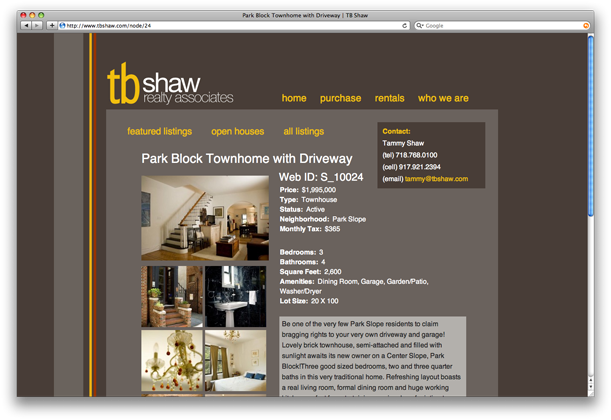 Park Block Townhome with Driveway | TB Shaw
http://www.tbshaw.com/node/24
Google
tb shaw
realty associates
home purchase rentals who we are
featured listings open houses all listings
Contact:
Tammy Shaw
(tel) 718.768.0100
(cell) 917.921.2394
(email) tammy@tbshaw.com
Park Block Townhome with Driveway
Web ID: S_10024
Price: $1,995,000
Type: Townhouse
Status: Active
Neighborhood: Park Slope
Monthly Tax: $365
Bedrooms: 3
Bathrooms: 4
Square Feet: 2,600
Amenities: Dining Room, Garage, Garden/Patio,
Washer/Dryer
Lot Size: 20 X 100
Be one of the very few Park Slope residents to claim
bragging rights to your very own driveway and garage!
Lovely brick townhouse, semi-attached and filled with
sunlight awaits its new owner on a Center Slope, Park
Block!Three good sized bedrooms, two and three quarter
baths in this very traditional home. Refreshing layout boasts
a real living room, formal dining room and huge working